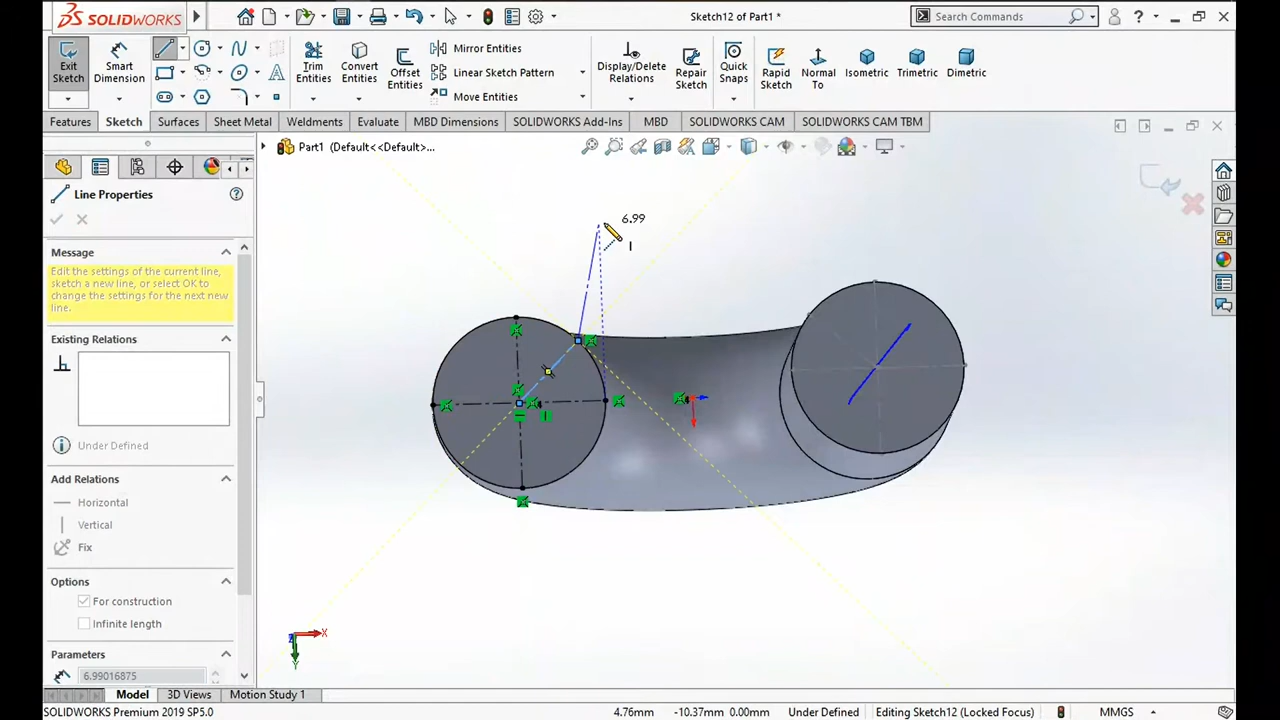 SOLIDWORKS
Sketch12 of Part1 *
Search Commands
?
Exit Sketch
Smart Dimension
Trim Entities
Convert Entities
Offset Entities
Mirror Entities
Linear Sketch Pattern
Move Entities
Display/Delete Relations
Repair Sketch
Quick Snaps
Rapid Sketch
Normal To
Isometric
Trimetric
Dimetric
Features
Sketch
Surfaces
Sheet Metal
Weldments
Evaluate
MBD Dimensions
SOLIDWORKS Add-Ins
MBD
SOLIDWORKS CAM
SOLIDWORKS CAM TBM
Part1 (Default<<Default>...
Line Properties
?
Message
Edit the settings of the current line,
sketch a new line, or select OK to
change the settings for the next new
line.
Existing Relations
Under Defined
Add Relations
Horizontal
Vertical
Fix
Options
For construction
Infinite length
Parameters
6.99016875
6.99
X
Y
Model
3D Views
Motion Study 1
SOLIDWORKS Premium 2019 SP5.0
4.76mm
-10.37mm
0.00mm
Under Defined
Editing Sketch12 (Locked Focus)
MMGS